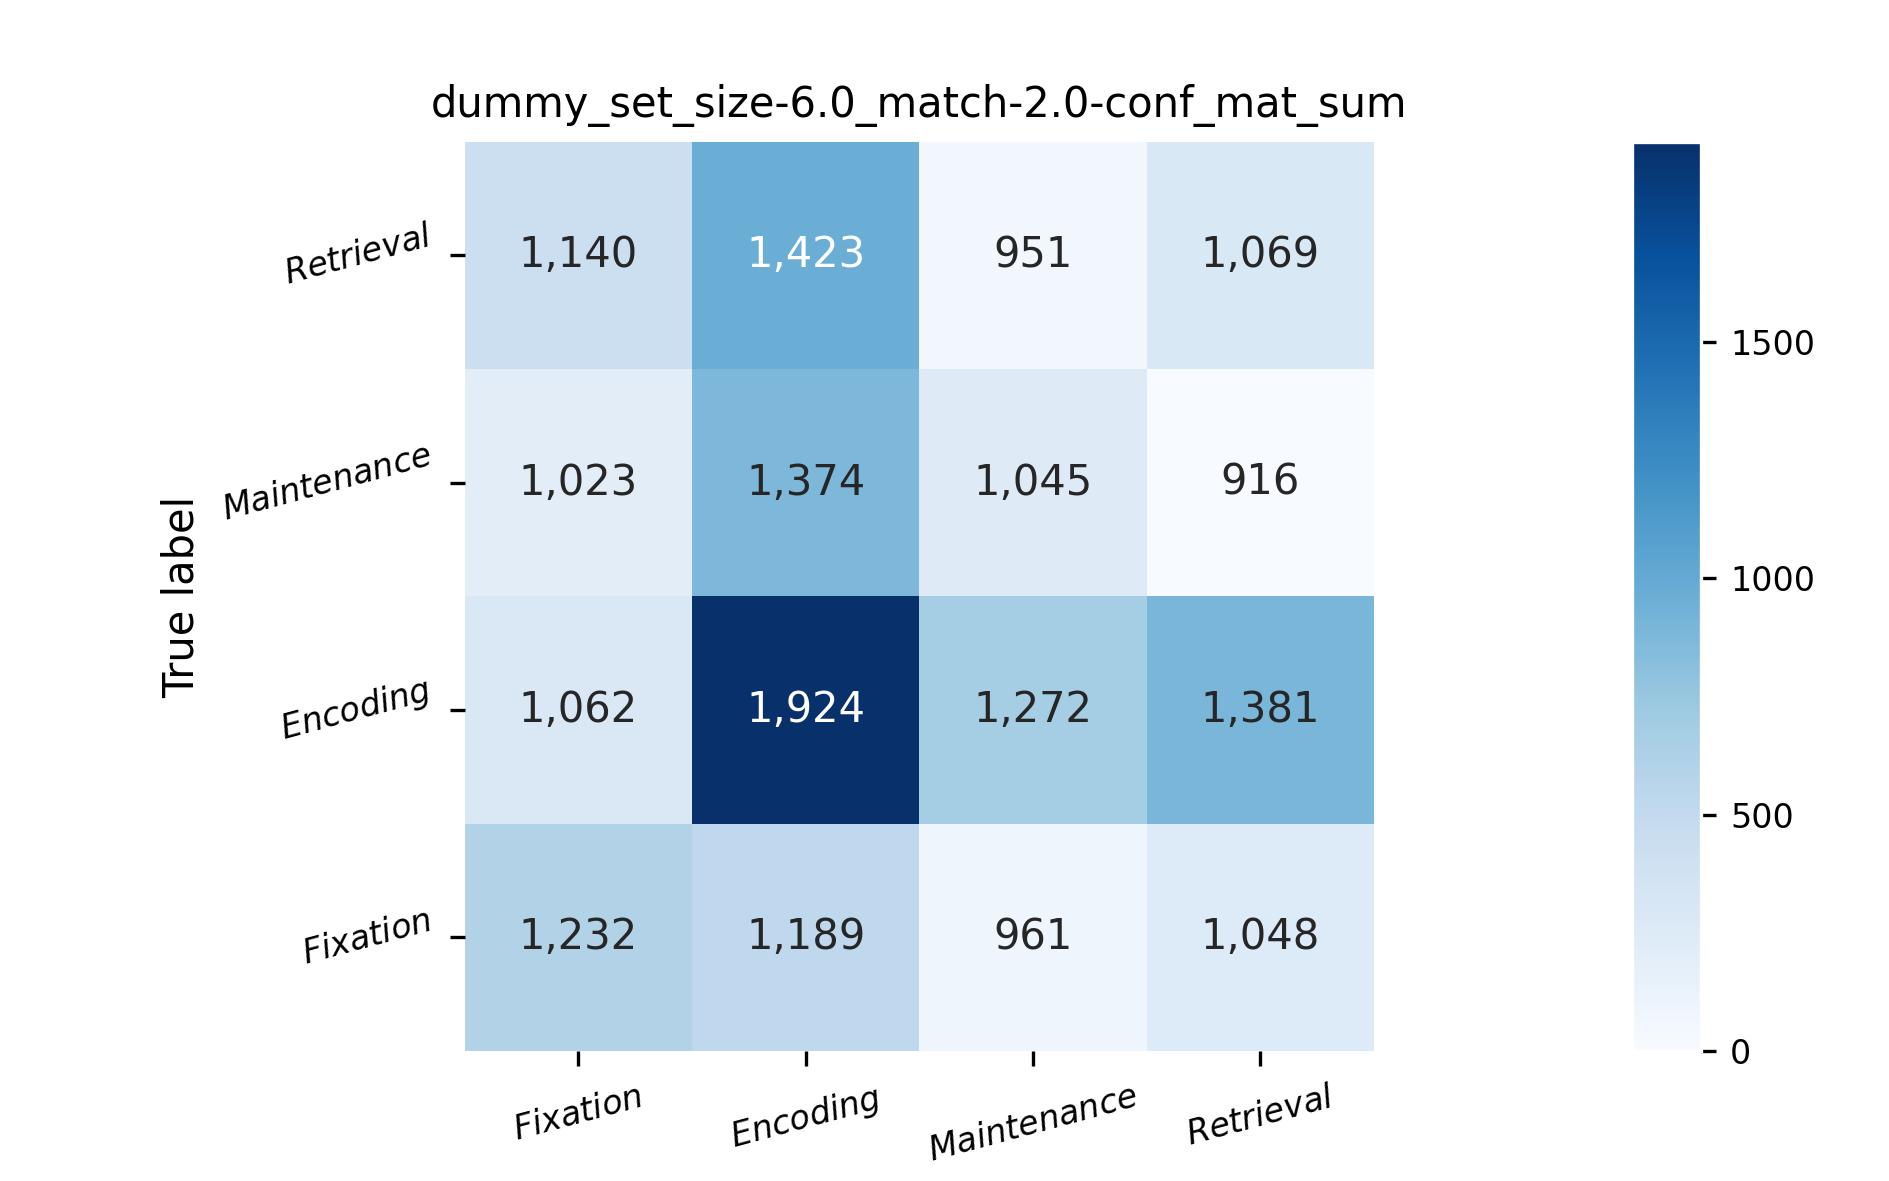 dummy_set_size-6.0_match-2.0-conf_mat_sum
True label
Retrieval 1,140 1,423 951 1,069
Maintenance 1,023 1,374 1,045 916
Encoding 1,062 1,924 1,272 1,381
Fixation 1,232 1,189 961 1,048
Fixation Encoding Maintenance Retrieval
1500
1000
500
0